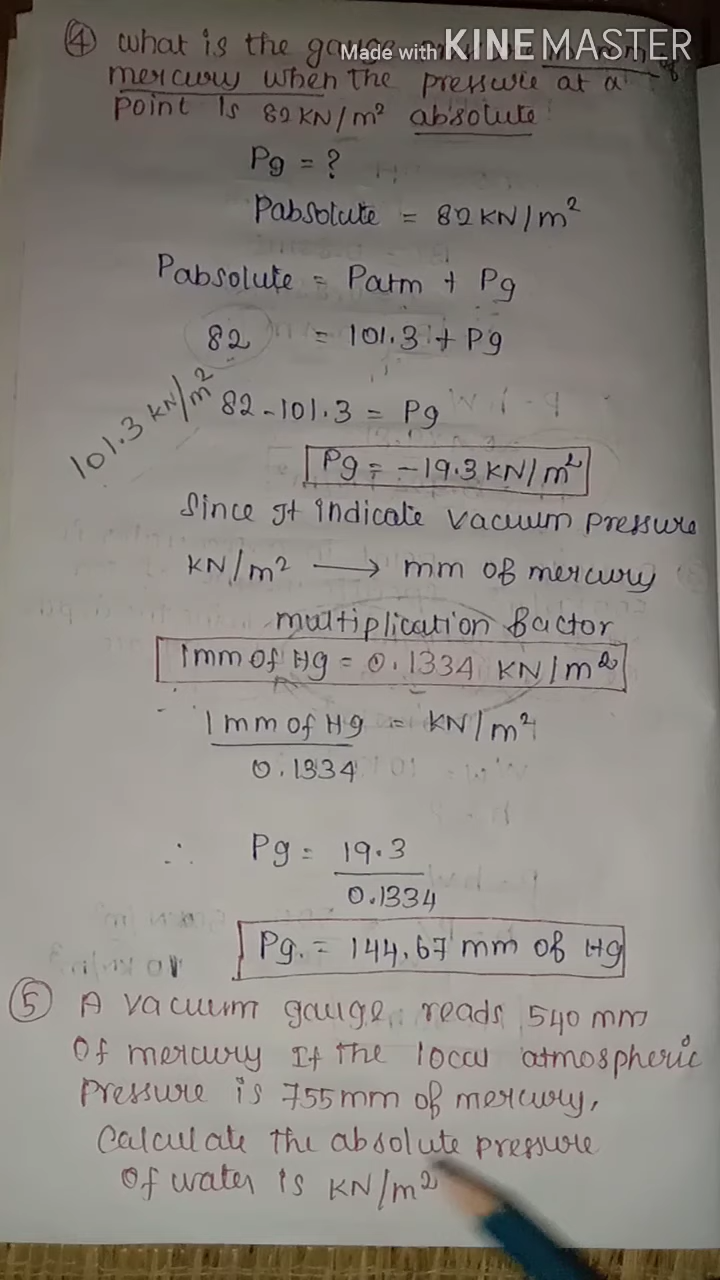 ④ What is the gauge
Made with KINEMASTER
mercury when the pressure at a
point is 82 KN/m² absolute
Pg = ?
Pabsolute = 82 KN/m²
Pabsolute = Patm + Pg
82 = 101.3 + Pg
101.3 KN/m²
82 - 101.3 = Pg
Pg = -19.3 KN/m²
Since It indicate vacuum pressure
KN/m² → mm of mercury
multiplication factor
1mm of Hg = 0.1334 KN/m²
1 mm of Hg = KN/m²
0.1334
∴ Pg = 19.3
0.1334
Pg. = 144.67 mm of Hg
⑤ A vacuum gauge reads 540 mm
Of mercury If the local atmospheric
Pressure is 755mm of mercury,
Calculate the absolute pressure
Of water is KN/m²